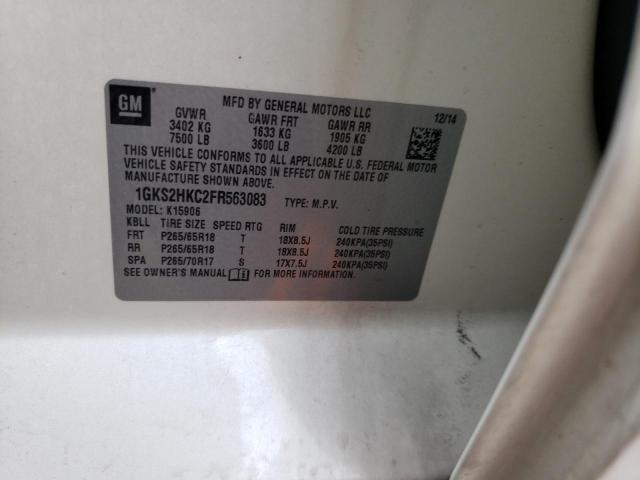 GM
MFD BY GENERAL MOTORS LLC
GVWR GAWR FRT GAWR RR 12/14
3402 KG 1633 KG 1905 KG
7500 LB 3600 LB 4200 LB
THIS VEHICLE CONFORMS TO ALL APPLICABLE U.S. FEDERAL MOTOR
VEHICLE SAFETY STANDARDS IN EFFECT ON THE DATE OF
MANUFACTURE SHOWN ABOVE.
1GKS2HKC2FR563083 TYPE: M.P.V.
MODEL: K15906
KBLL TIRE SIZE SPEED RTG RIM COLD TIRE PRESSURE
FRT P265/65R18 T 18X8.5J 240KPA(35PSI)
RR P265/65R18 T 18X8.5J 240KPA(35PSI)
SPA P265/70R17 S 17X7.5J 240KPA(35PSI)
SEE OWNER'S MANUAL FOR MORE INFORMATION.